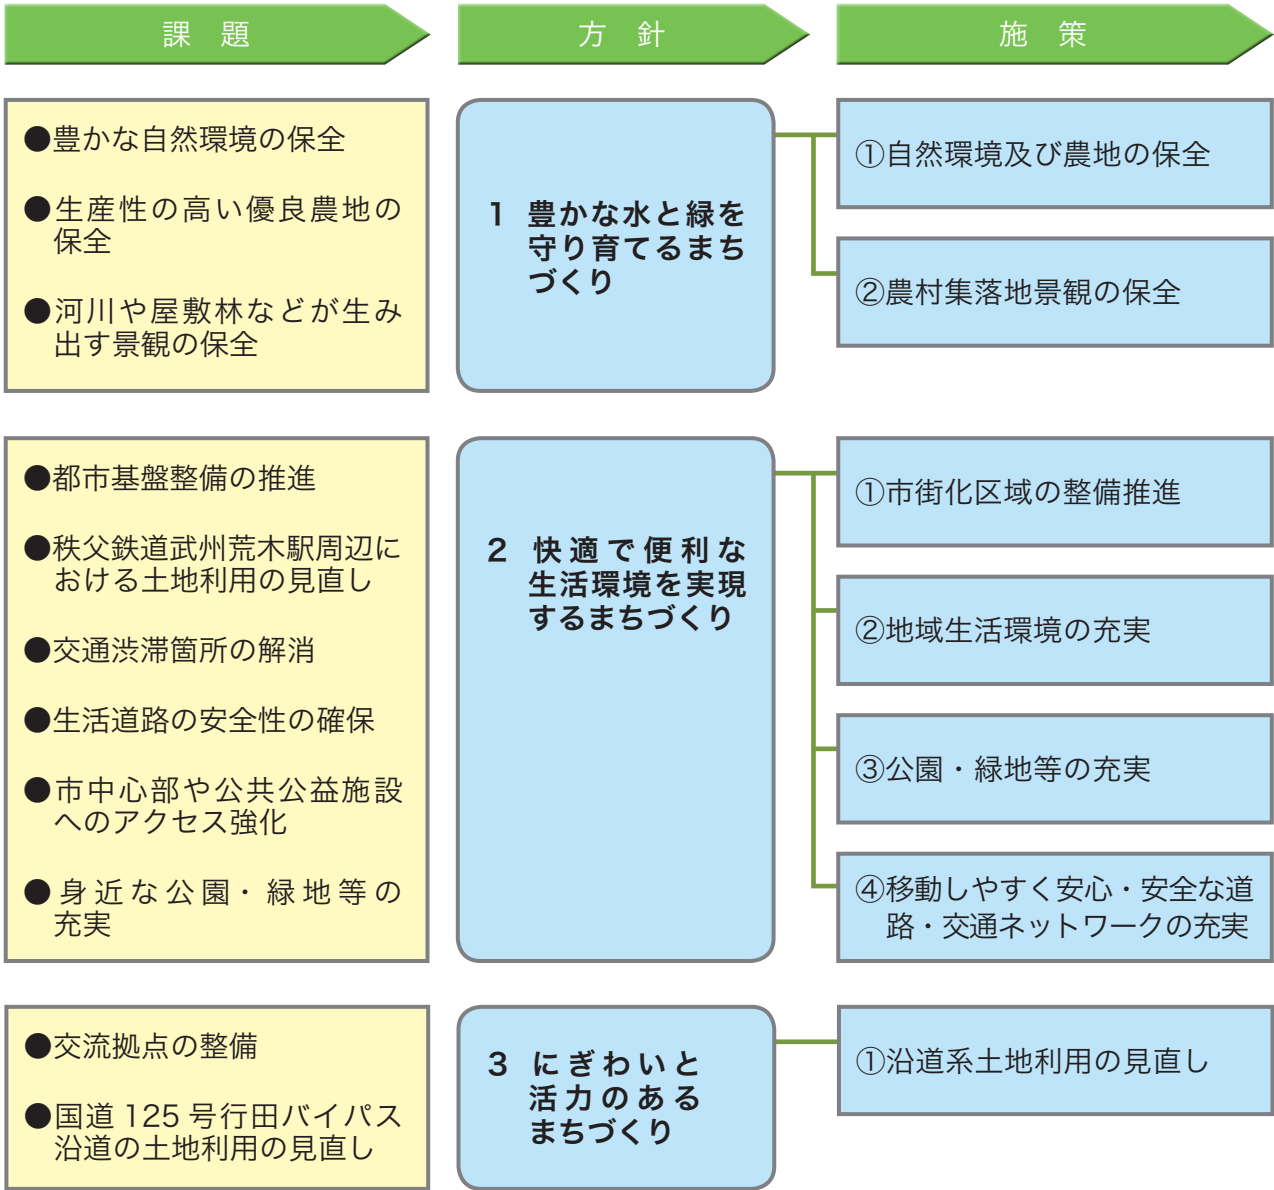 課 題
方 針
施 策
●豊かな自然環境の保全
●生産性の高い優良農地の
保全
●河川や屋敷林などが生み
出す景観の保全
1 豊かな水と緑を
守り育てるまち
づくり
①自然環境及び農地の保全
②農村集落地景観の保全
●都市基盤整備の推進
●秩父鉄道武州荒木駅周辺に
おける土地利用の見直し
●交通渋滞箇所の解消
●生活道路の安全性の確保
●市中心部や公共公益施設
へのアクセス強化
●身近な公園・緑地等の
充実
2 快適で便利な
生活環境を実現
するまちづくり
①市街化区域の整備推進
②地域生活環境の充実
③公園・緑地等の充実
④移動しやすく安心・安全な道
路・交通ネットワークの充実
●交流拠点の整備
●国道 125 号行田バイパス
沿道の土地利用の見直し
3 にぎわいと
活力のある
まちづくり
①沿道系土地利用の見直し